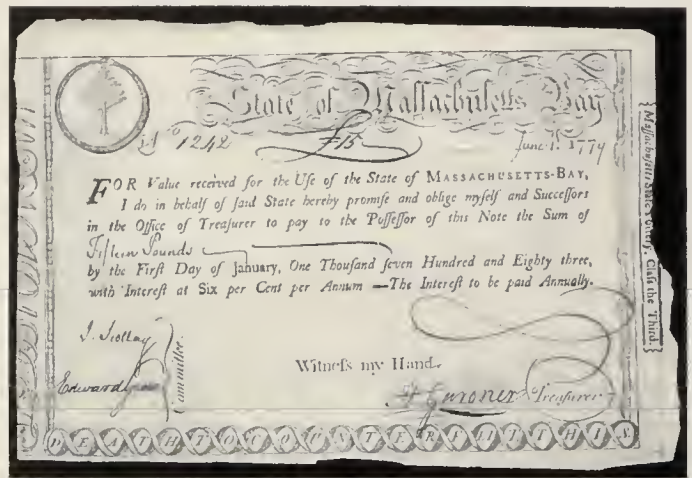 State of Massachusetts Bay
No 1242 £15 June 1. 1779
FOR Value received for the Uſe of the State of MASSACHUSETTS-BAY,
I do in behalf of ſaid State hereby promiſe and oblige myſelf and Succeſſors
in the Office of Treaſurer to pay to the Poſſeſſor of this Note the Sum of
Fifteen Pounds
by the Firſt Day of January, One Thouſand ſeven Hundred and Eighty three,
with Intereſt at Six per Cent per Annum —The Intereſt to be paid Annually.
Witneſs my Hand.
J. Scollay
Edward
Committee.
H Gardner Treaſurer
DEATH TO COUNTERFEIT THIS
{Maſſachuſetts State Lottery, Claſs the Third.}